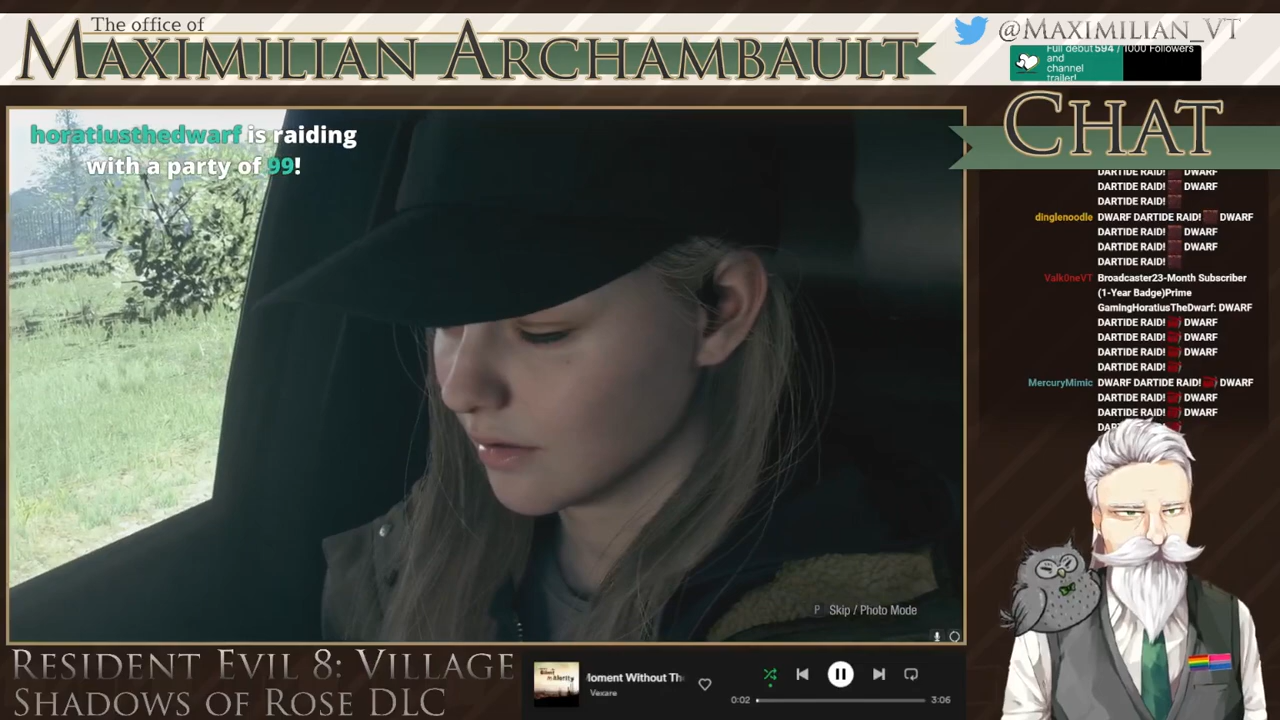 The office of
MAXIMILIAN ARCHAMBAULT
@MAXIMILIAN_VT
Full debut 594 / 1000 Followers
and
channel
trailer!
CHAT
horatiusthedwarf is raiding
with a party of 99!
DARTIDE RAID! DWARF
DARTIDE RAID! DWARF
DARTIDE RAID!
dinglenoodle DWARF DARTIDE RAID! DWARF
DARTIDE RAID! DWARF
DARTIDE RAID! DWARF
DARTIDE RAID!
Valk0neVT Broadcaster23-Month Subscriber
(1-Year Badge)Prime
GamingHoratiusTheDwarf: DWARF
DARTIDE RAID! DWARF
DARTIDE RAID! DWARF
DARTIDE RAID! DWARF
DARTIDE RAID!
MercuryMimic DWARF DARTIDE RAID! DWARF
DARTIDE RAID! DWARF
DARTIDE RAID! DWARF
P Skip / Photo Mode
RESIDENT EVIL 8: VILLAGE
SHADOWS OF ROSE DLC
Moment Without Th
Vexare
0:02
3:06